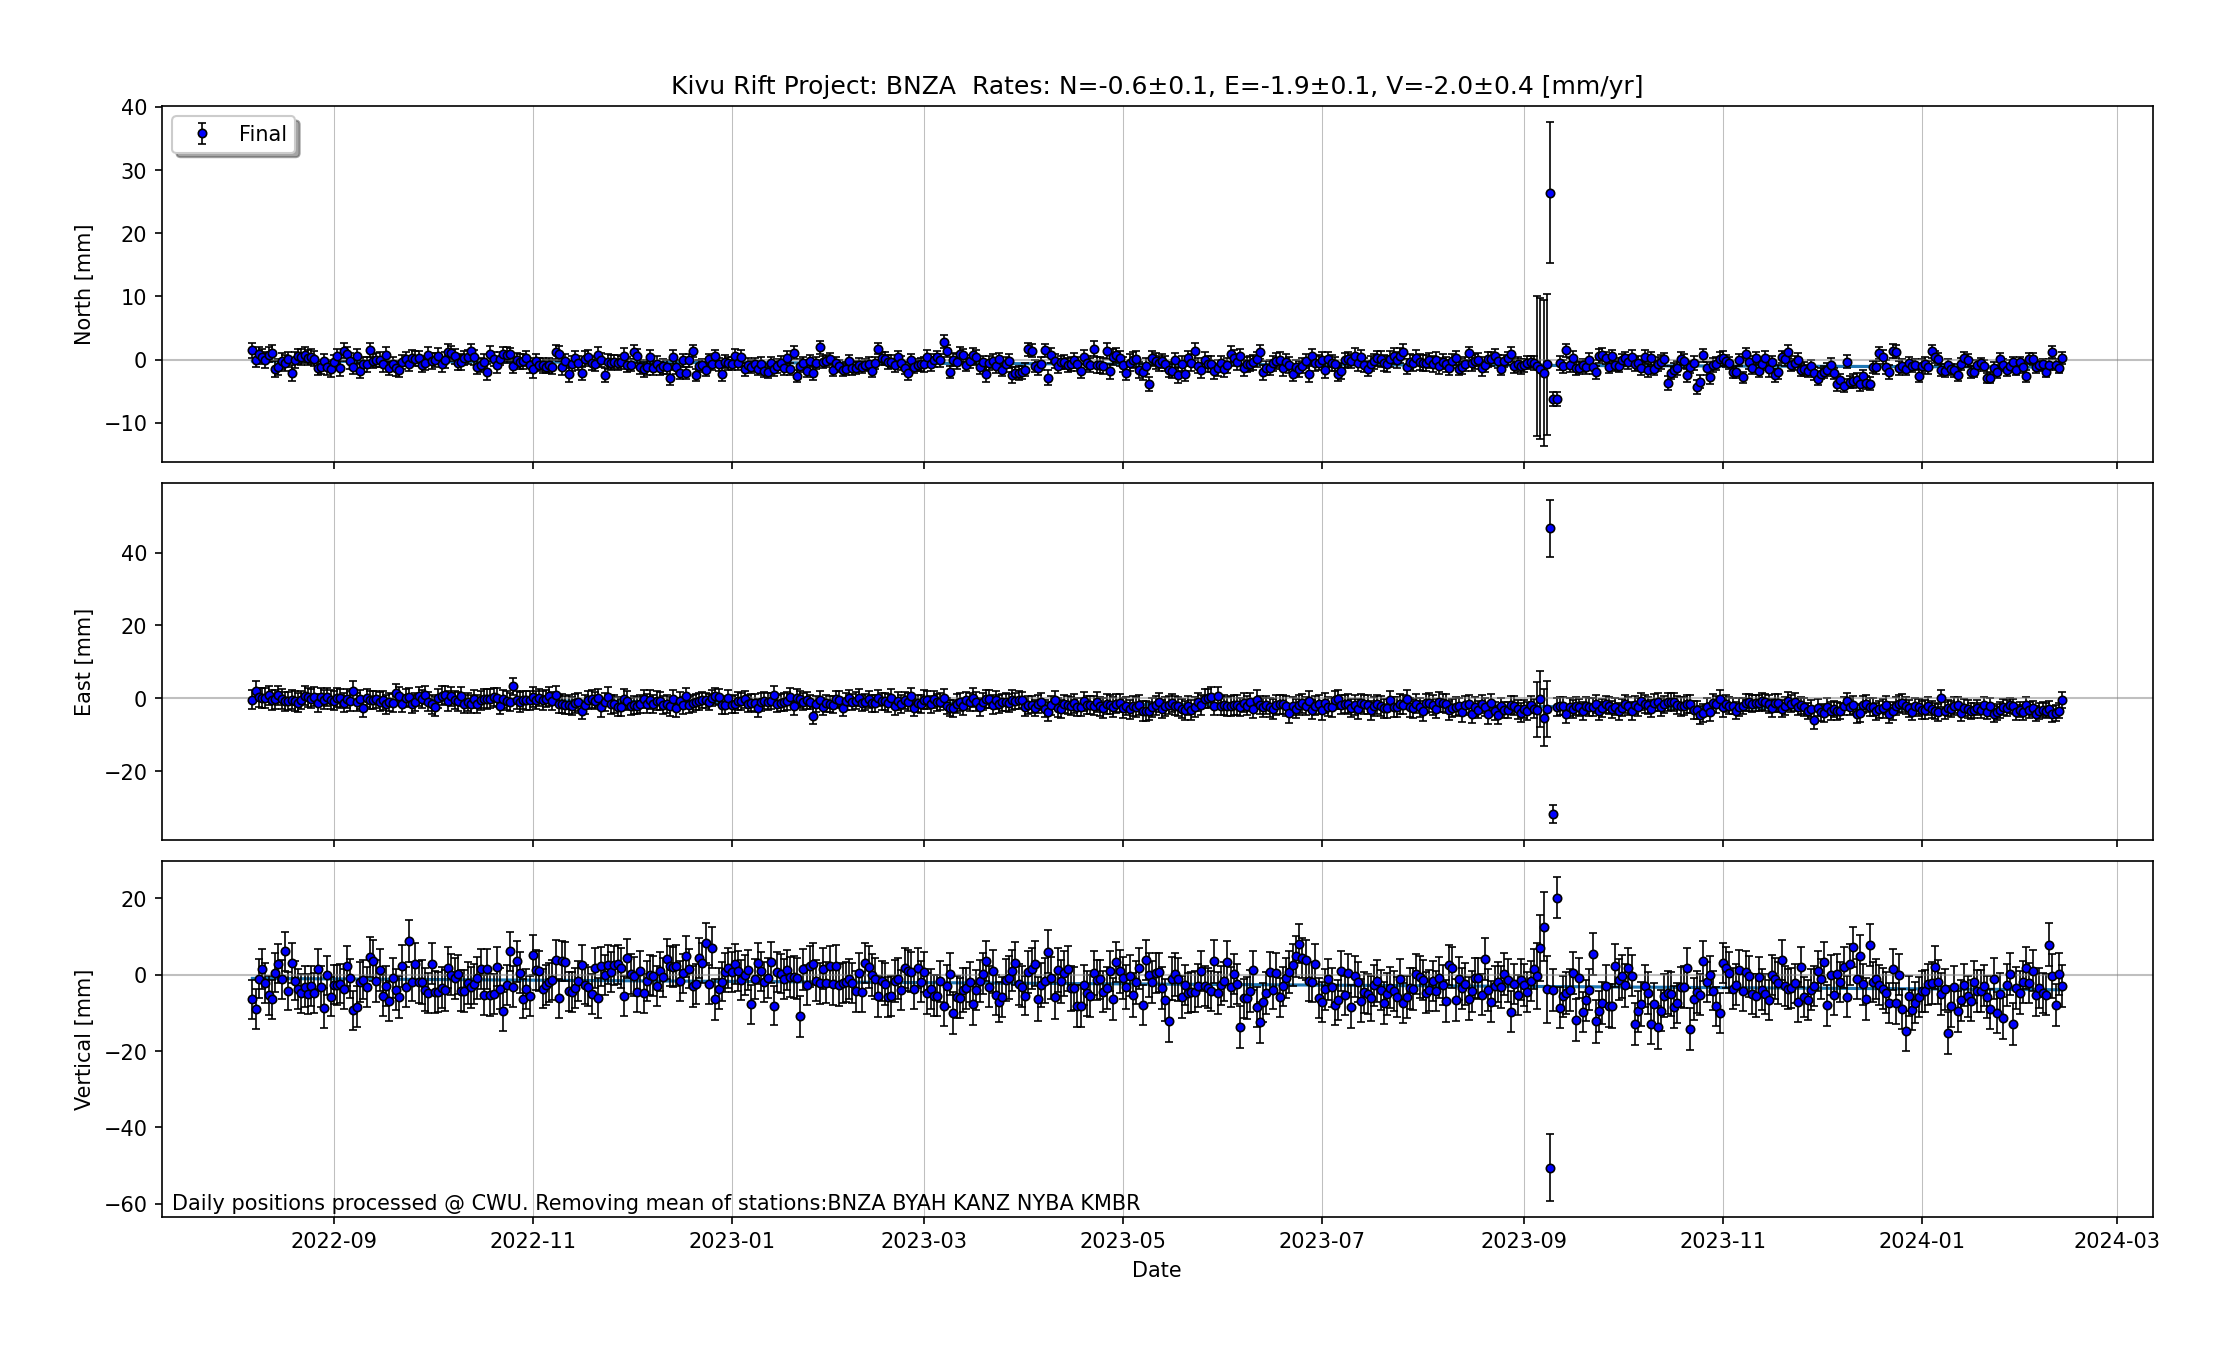 Kivu Rift Project: BNZA  Rates: N=-0.6±0.1, E=-1.9±0.1, V=-2.0±0.4 [mm/yr]
Final
North [mm]
40
30
20
10
0
−10
East [mm]
40
20
0
−20
Vertical [mm]
20
0
−20
−40
−60
Daily positions processed @ CWU. Removing mean of stations:BNZA BYAH KANZ NYBA KMBR
2022-09 2022-11 2023-01 2023-03 2023-05 2023-07 2023-09 2023-11 2024-01 2024-03
Date